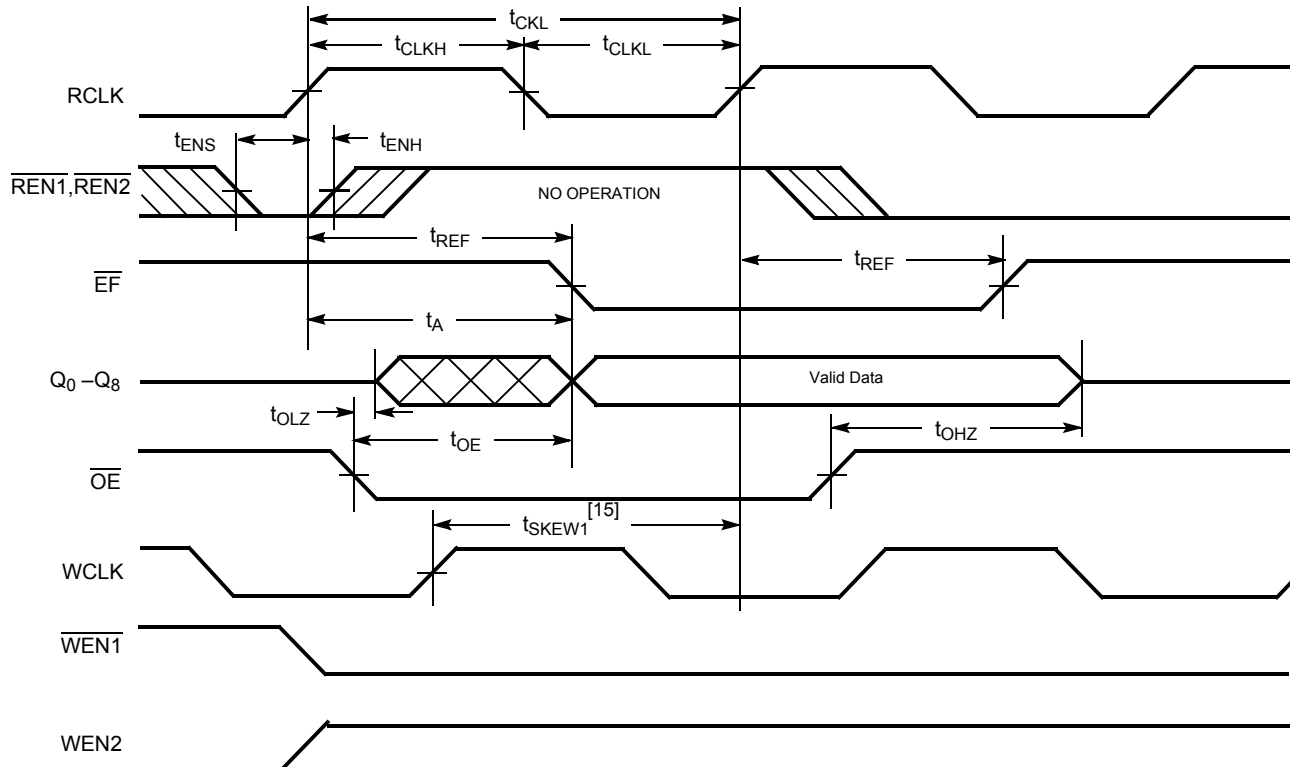 tCKL
tCLKH tCLKL
RCLK
tENS tENH
REN1,REN2
NO OPERATION
tREF
tREF
EF
tA
Q0 –Q8
Valid Data
tOLZ
tOE
tOHZ
OE
tSKEW1[15]
WCLK
WEN1
WEN2